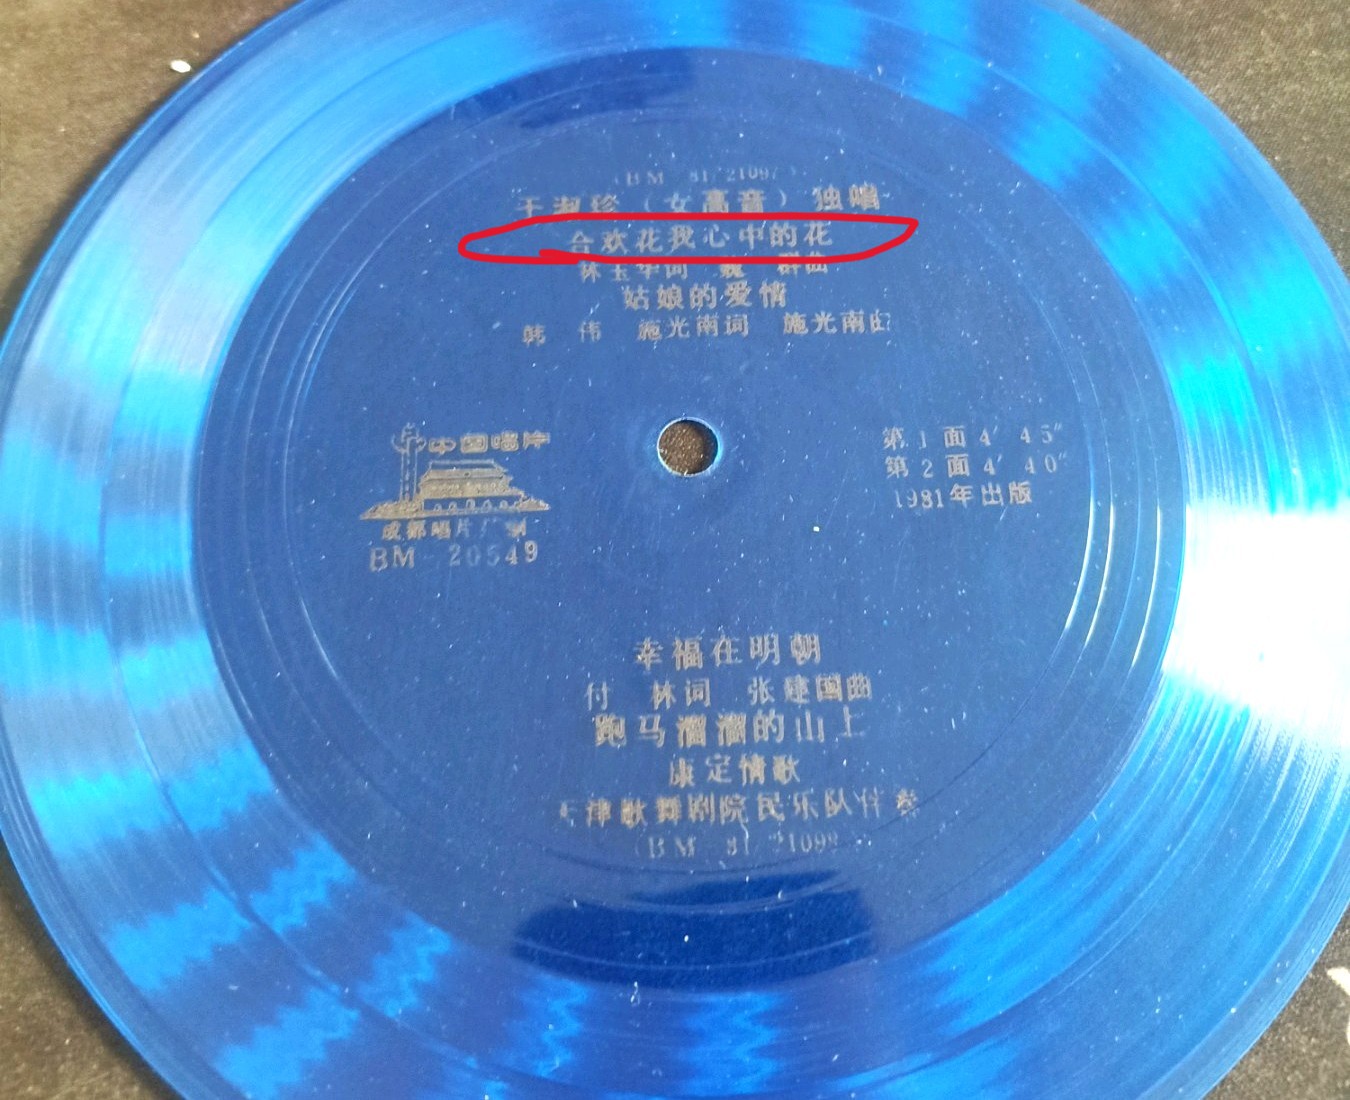 (BM 81/21097)
于淑珍（女高音）独唱
合欢花我心中的花
林玉华词 魏 群曲
姑娘的爱情
韩 伟 施光南词 施光南曲
中国唱片
成都唱片厂制
BM-20549
第1面4′45″
第2面4′40″
1981年出版
幸福在明朝
付 林词 张建国曲
跑马溜溜的山上
康定情歌
天津歌舞剧院民乐队伴奏
(BM 81/21098)